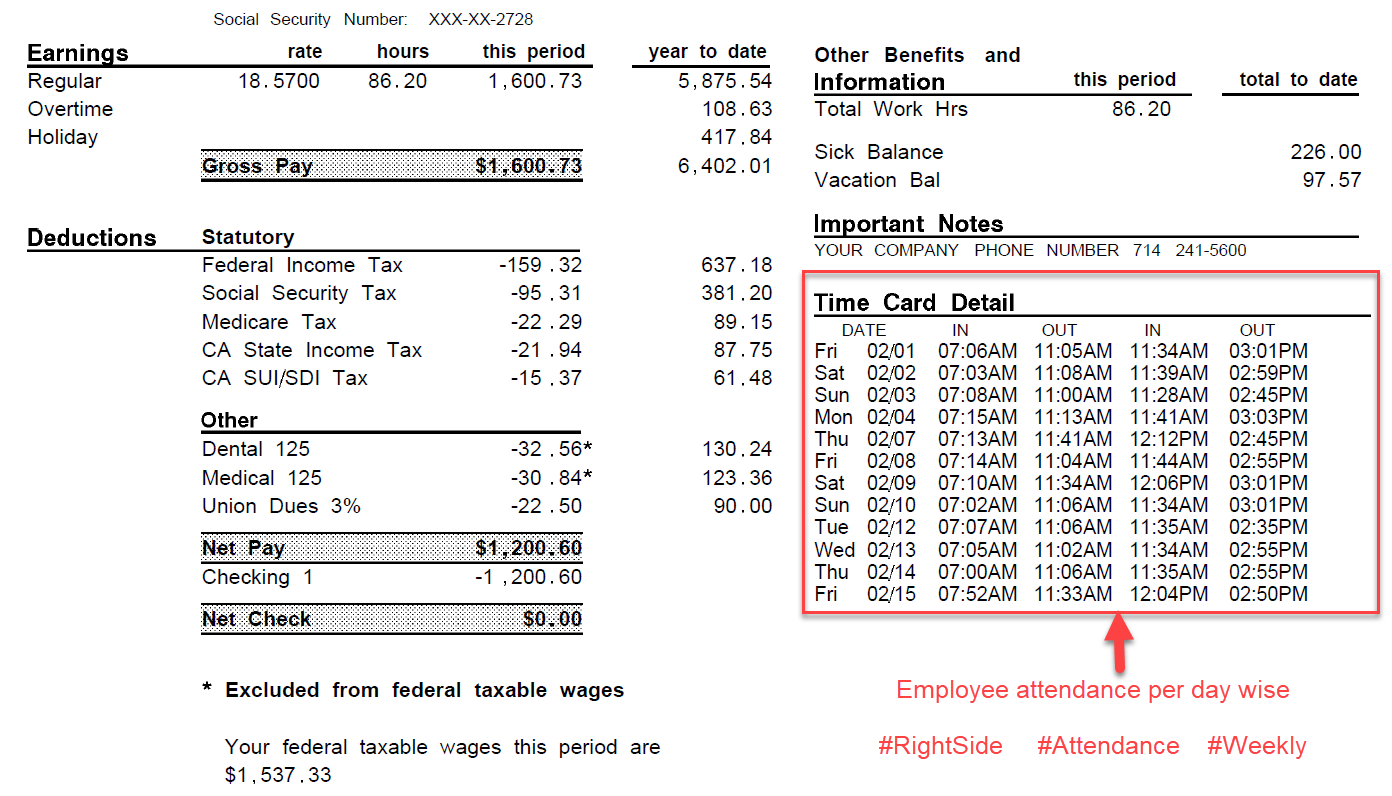 Social Security Number: XXX-XX-2728
Earnings rate hours this period year to date
Regular 18.5700 86.20 1,600.73 5,875.54
Overtime 108.63
Holiday 417.84
Gross Pay $1,600.73 6,402.01
Deductions Statutory
Federal Income Tax -159 .32 637.18
Social Security Tax -95 .31 381.20
Medicare Tax -22 .29 89.15
CA State Income Tax -21 .94 87.75
CA SUI/SDI Tax -15 .37 61.48
Other
Dental 125 -32 .56* 130.24
Medical 125 -30 .84* 123.36
Union Dues 3% -22 .50 90.00
Net Pay $1,200.60
Checking 1 -1 ,200.60
Net Check $0.00
* Excluded from federal taxable wages
Your federal taxable wages this period are
$1,537.33
Other Benefits and
Information this period total to date
Total Work Hrs 86.20
Sick Balance 226.00
Vacation Bal 97.57
Important Notes
YOUR COMPANY PHONE NUMBER 714 241-5600
Time Card Detail
DATE IN OUT IN OUT
Fri 02/01 07:06AM 11:05AM 11:34AM 03:01PM
Sat 02/02 07:03AM 11:08AM 11:39AM 02:59PM
Sun 02/03 07:08AM 11:00AM 11:28AM 02:45PM
Mon 02/04 07:15AM 11:13AM 11:41AM 03:03PM
Thu 02/07 07:13AM 11:41AM 12:12PM 02:45PM
Fri 02/08 07:14AM 11:04AM 11:44AM 02:55PM
Sat 02/09 07:10AM 11:34AM 12:06PM 03:01PM
Sun 02/10 07:02AM 11:06AM 11:34AM 03:01PM
Tue 02/12 07:07AM 11:06AM 11:35AM 02:35PM
Wed 02/13 07:05AM 11:02AM 11:34AM 02:55PM
Thu 02/14 07:00AM 11:06AM 11:35AM 02:55PM
Fri 02/15 07:52AM 11:33AM 12:04PM 02:50PM
Employee attendance per day wise
#RightSide #Attendance #Weekly